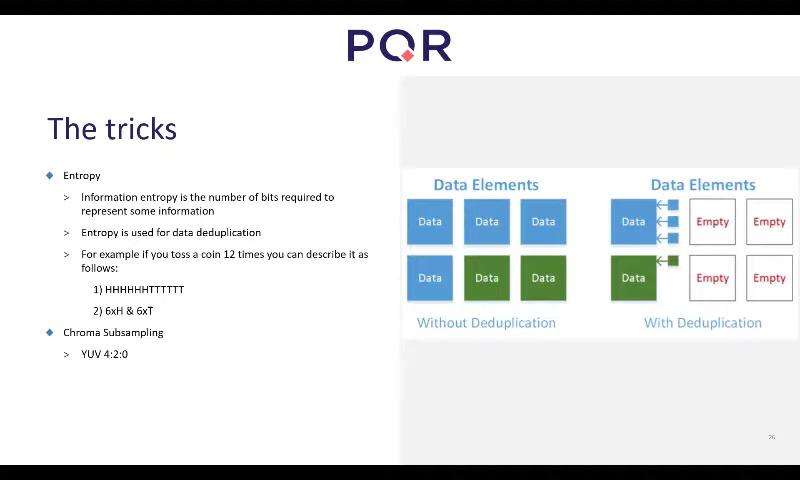 PQR
The tricks
Entropy
> Information entropy is the number of bits required to
represent some information
> Entropy is used for data deduplication
> For example if you toss a coin 12 times you can describe it as
follows:
1) HHHHHHTTTTTT
2) 6xH & 6xT
Chroma Subsampling
> YUV 4:2:0
Data Elements
Data Data Data
Data Data Data
Without Deduplication
Data Elements
Data Empty Empty
Data Empty Empty
With Deduplication
26